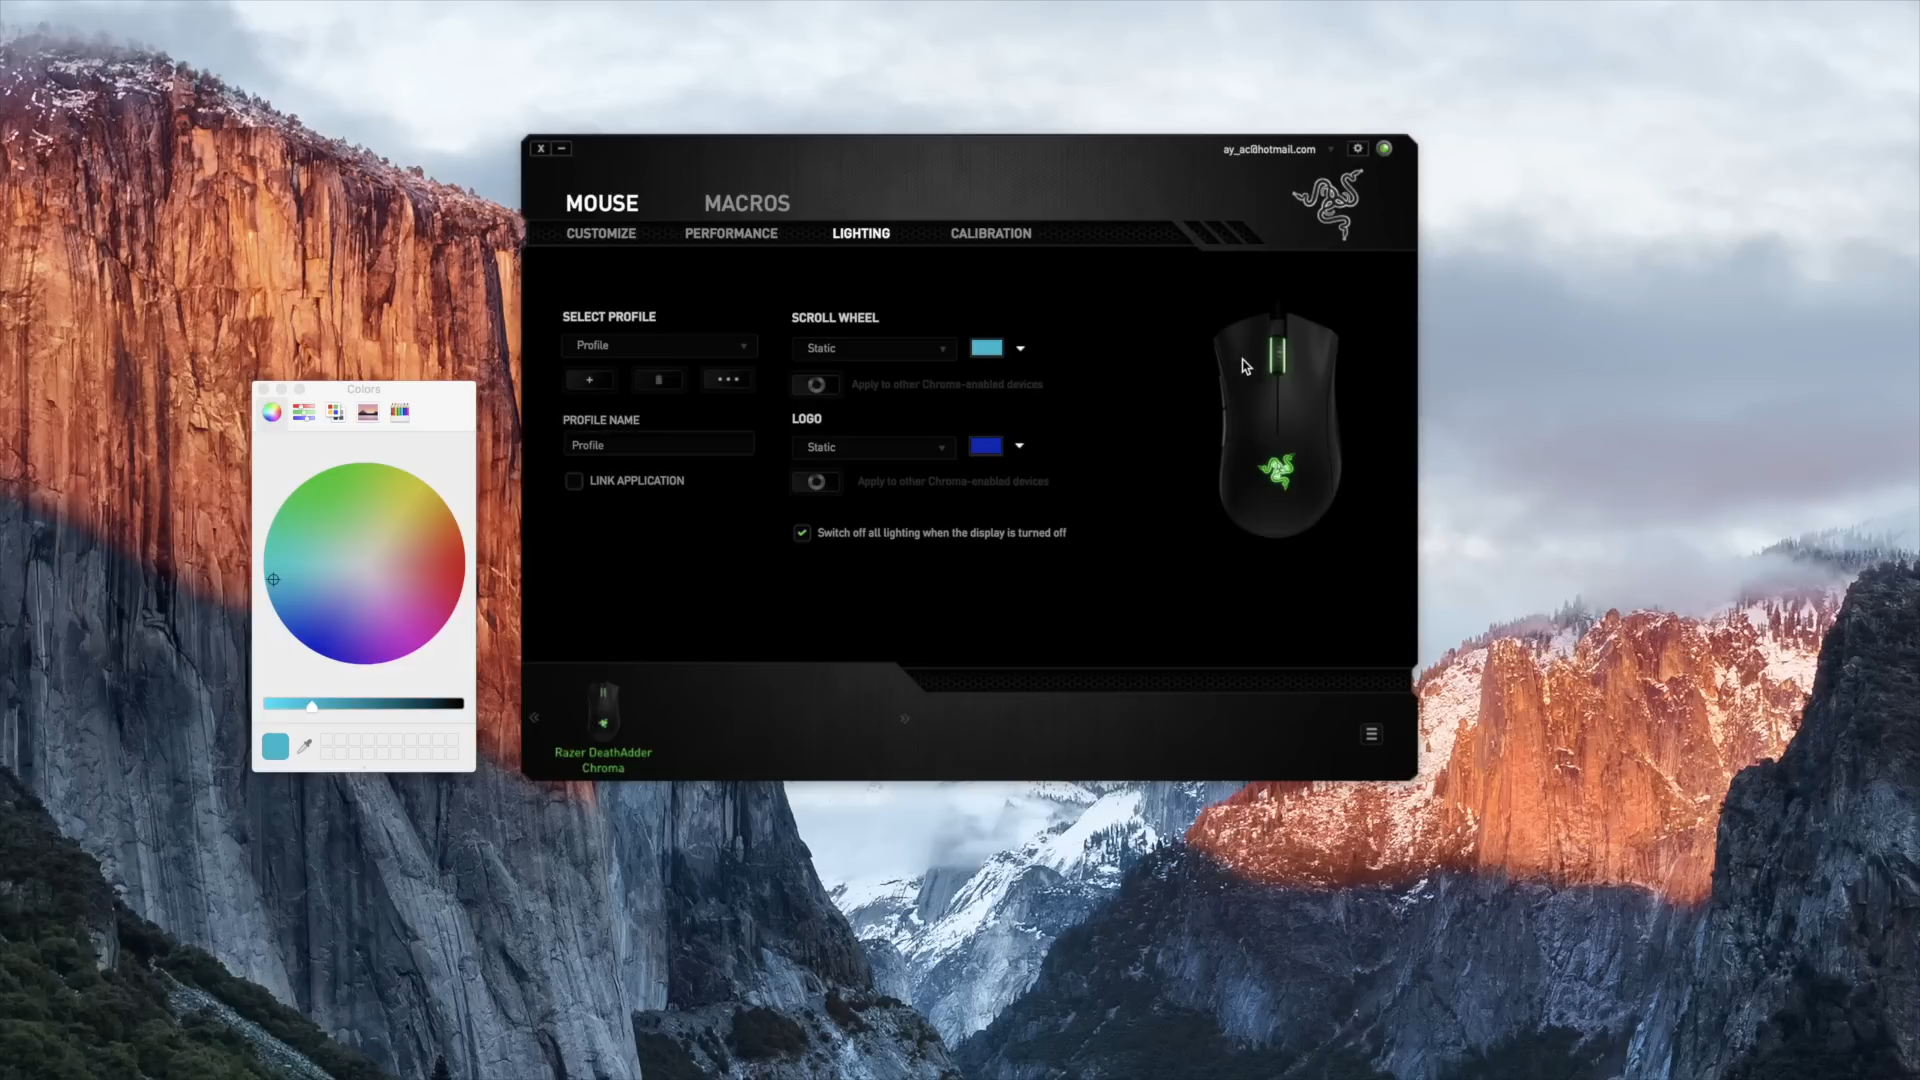 ay_ac@hotmail.com
MOUSE
MACROS
CUSTOMIZE
PERFORMANCE
LIGHTING
CALIBRATION
SELECT PROFILE
Profile
PROFILE NAME
Profile
LINK APPLICATION
SCROLL WHEEL
Static
Apply to other Chroma-enabled devices
LOGO
Static
Apply to other Chroma-enabled devices
Switch off all lighting when the display is turned off
Colors
Razer DeathAdder
Chroma